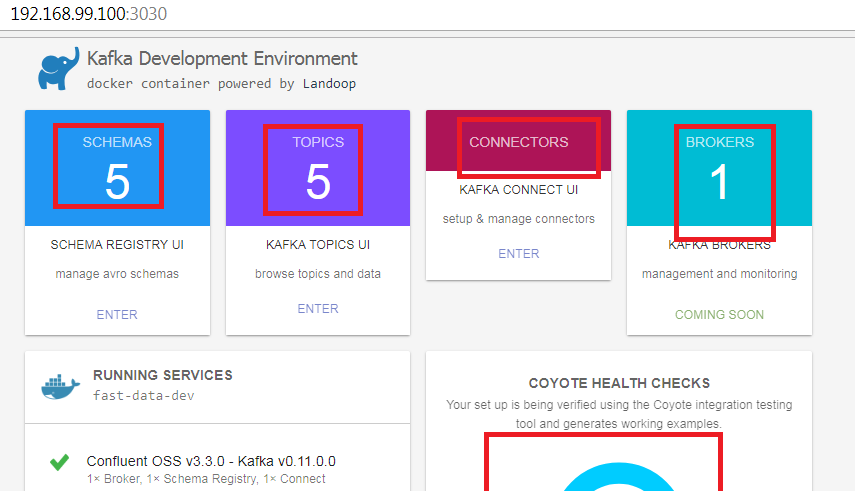 192.168.99.100:3030
Kafka Development Environment
docker container powered by Landoop
SCHEMAS
5
SCHEMA REGISTRY UI
manage avro schemas
ENTER
TOPICS
5
KAFKA TOPICS UI
browse topics and data
ENTER
CONNECTORS
KAFKA CONNECT UI
setup & manage connectors
ENTER
BROKERS
1
KAFKA BROKERS
management and monitoring
COMING SOON
RUNNING SERVICES
fast-data-dev
Confluent OSS v3.3.0 - Kafka v0.11.0.0
1× Broker, 1× Schema Registry, 1× Connect
COYOTE HEALTH CHECKS
Your set up is being verified using the Coyote integration testing
tool and generates working examples.